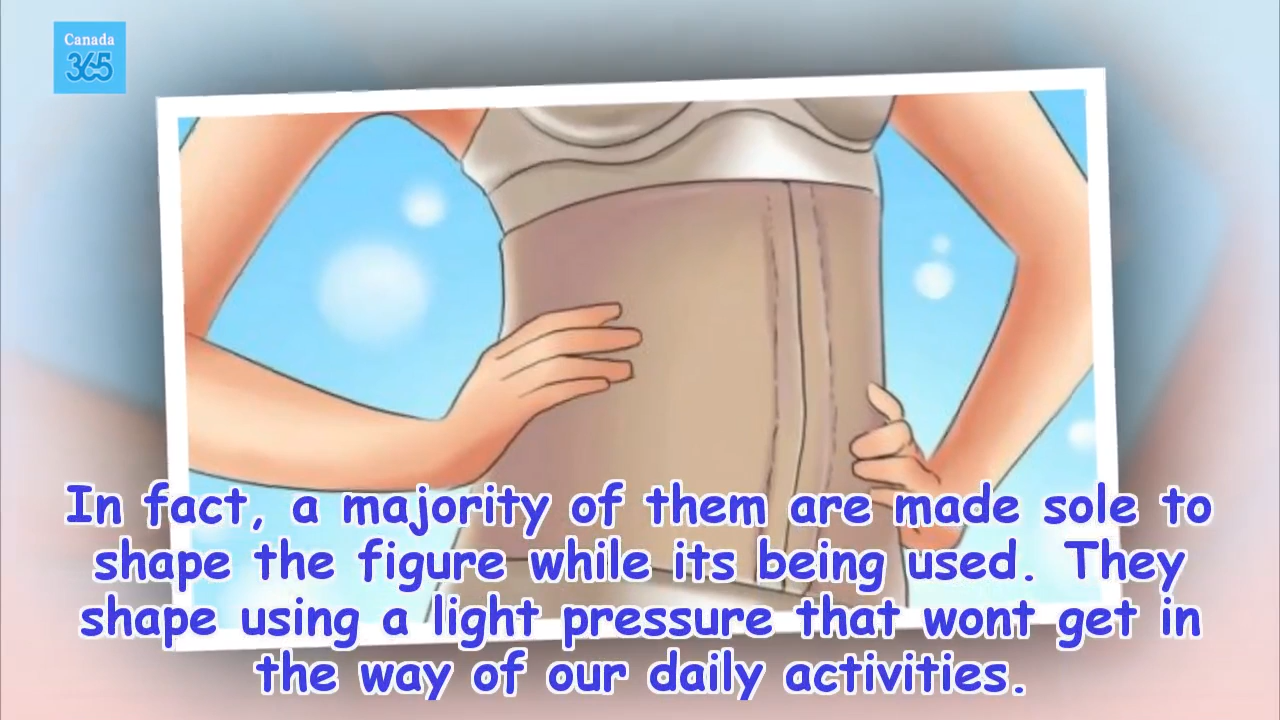 Canada
365
In fact, a majority of them are made sole to
shape the figure while its being used. They
shape using a light pressure that wont get in
the way of our daily activities.